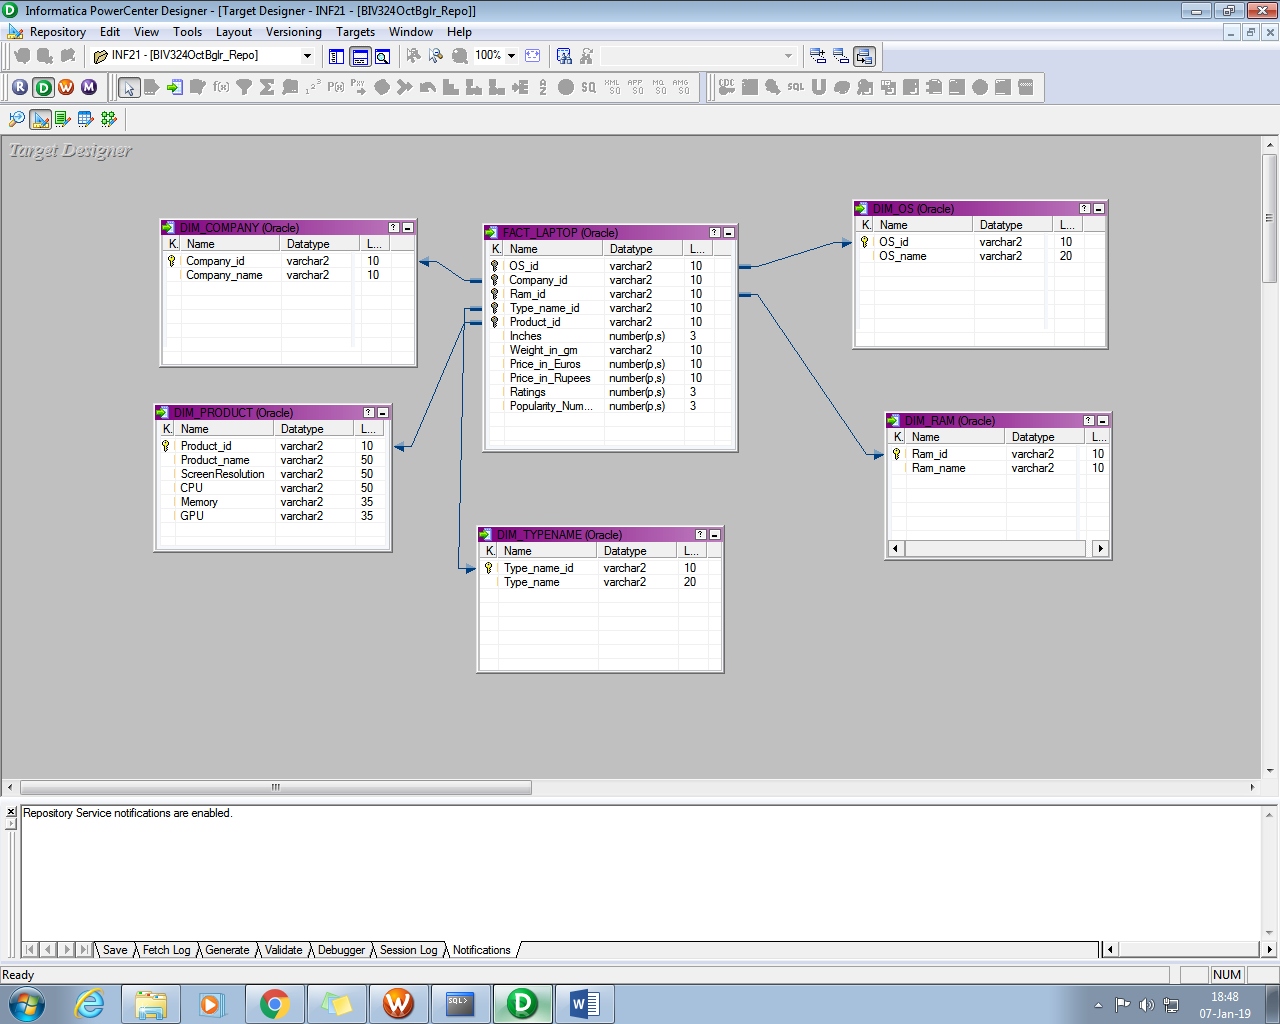 Informatica PowerCenter Designer - [Target Designer - INF21 - [BIV324OctBglr_Repo]]
Repository Edit View Tools Layout Versioning Targets Window Help
INF21 - [BIV324OctBglr_Repo] 100%
R D W M
Target Designer
DIM_COMPANY (Oracle)
K. Name Datatype L...
Company_id varchar2 10
Company_name varchar2 10
FACT_LAPTOP (Oracle)
K. Name Datatype L...
OS_id varchar2 10
Company_id varchar2 10
Ram_id varchar2 10
Type_name_id varchar2 10
Product_id varchar2 10
Inches number(p,s) 3
Weight_in_gm varchar2 10
Price_in_Euros number(p,s) 10
Price_in_Rupees number(p,s) 10
Ratings number(p,s) 3
Popularity_Num... number(p,s) 3
DIM_OS (Oracle)
K. Name Datatype L...
OS_id varchar2 10
OS_name varchar2 20
DIM_PRODUCT (Oracle)
K. Name Datatype L...
Product_id varchar2 10
Product_name varchar2 50
ScreenResolution varchar2 50
CPU varchar2 50
Memory varchar2 35
GPU varchar2 35
DIM_RAM (Oracle)
K. Name Datatype L...
Ram_id varchar2 10
Ram_name varchar2 10
DIM_TYPENAME (Oracle)
K. Name Datatype L...
Type_name_id varchar2 10
Type_name varchar2 20
Repository Service notifications are enabled.
Save Fetch Log Generate Validate Debugger Session Log Notifications
Ready NUM
18:48
07-Jan-19